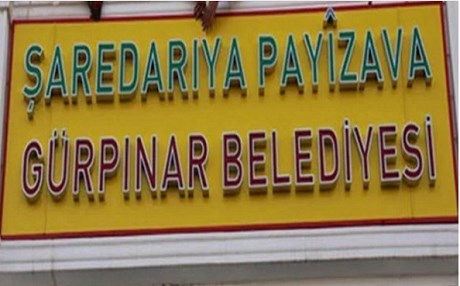 ŞAREDARIYA PAYÎZAVA
GÜRPINAR BELEDİYESİ